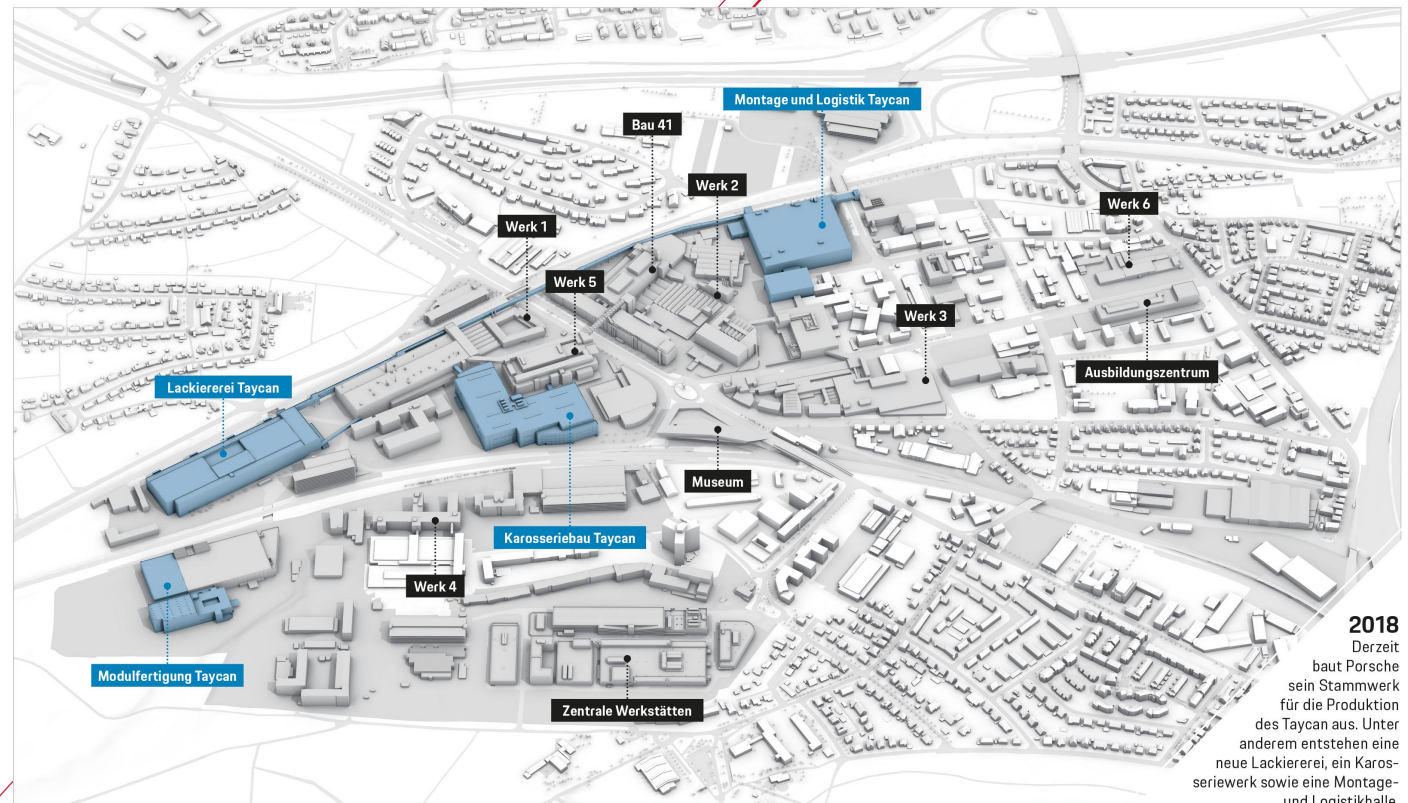 Montage und Logistik Taycan
Bau 41
Werk 2
Werk 6
Werk 1
Werk 5
Werk 3
Ausbildungszentrum
Lackiererei Taycan
Museum
Karosseriebau Taycan
Werk 4
Modulfertigung Taycan
Zentrale Werkstätten
2018
Derzeit
baut Porsche
sein Stammwerk
für die Produktion
des Taycan aus. Unter
anderem entstehen eine
neue Lackiererei, ein Karos-
seriewerk sowie eine Montage-
und Logistikhalle.